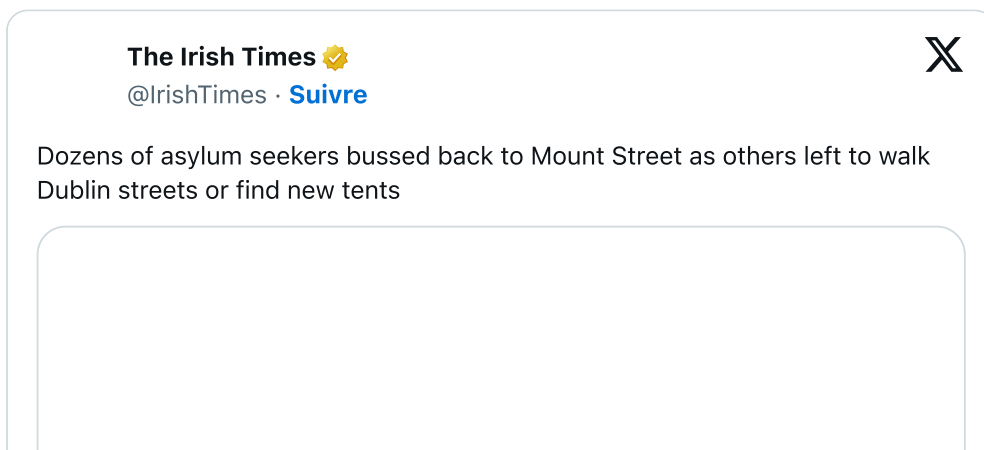 The Irish Times
@IrishTimes · Suivre
Dozens of asylum seekers bussed back to Mount Street as others left to walk
Dublin streets or find new tents